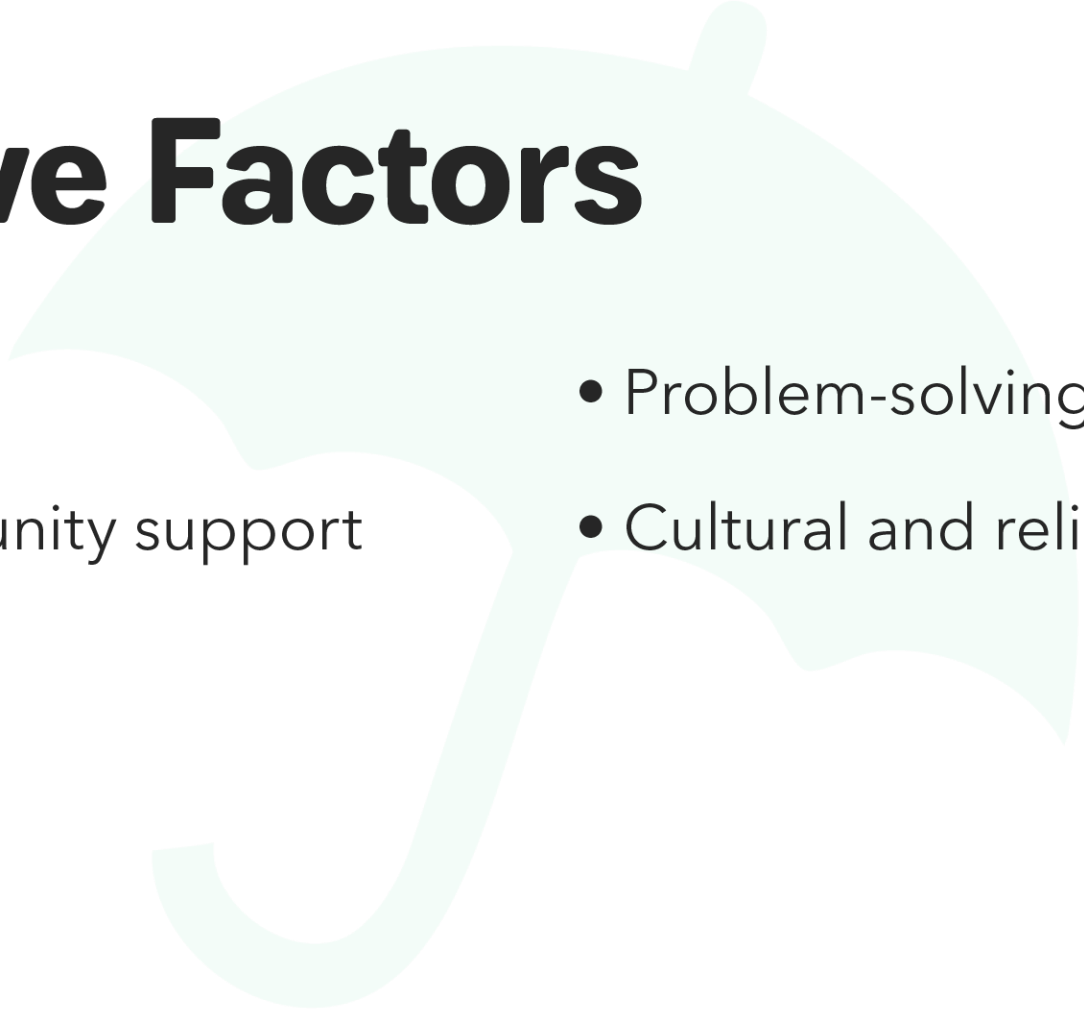 ve Factors
• Problem-solving
unity support
• Cultural and reli